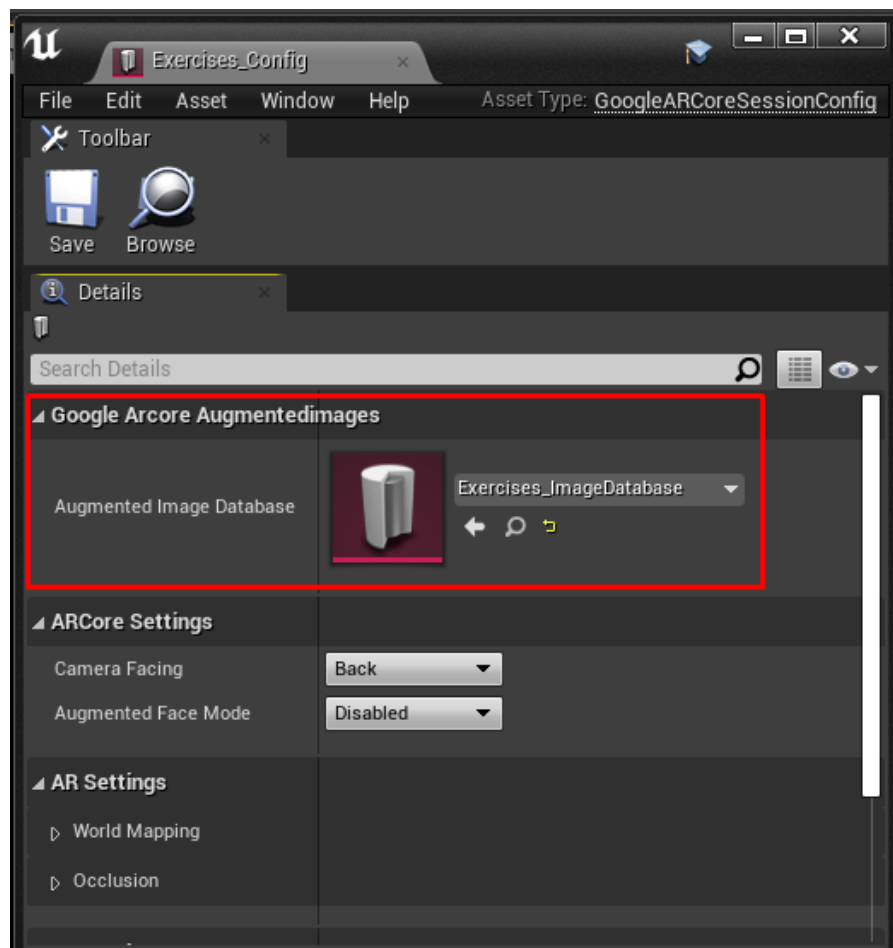 Exercises_Config
File Edit Asset Window Help Asset Type: GoogleARCoreSessionConfig
Toolbar
Save Browse
Details
Search Details
Google Arcore Augmentedimages
Augmented Image Database
Exercises_ImageDatabase
ARCore Settings
Camera Facing Back
Augmented Face Mode Disabled
AR Settings
World Mapping
Occlusion